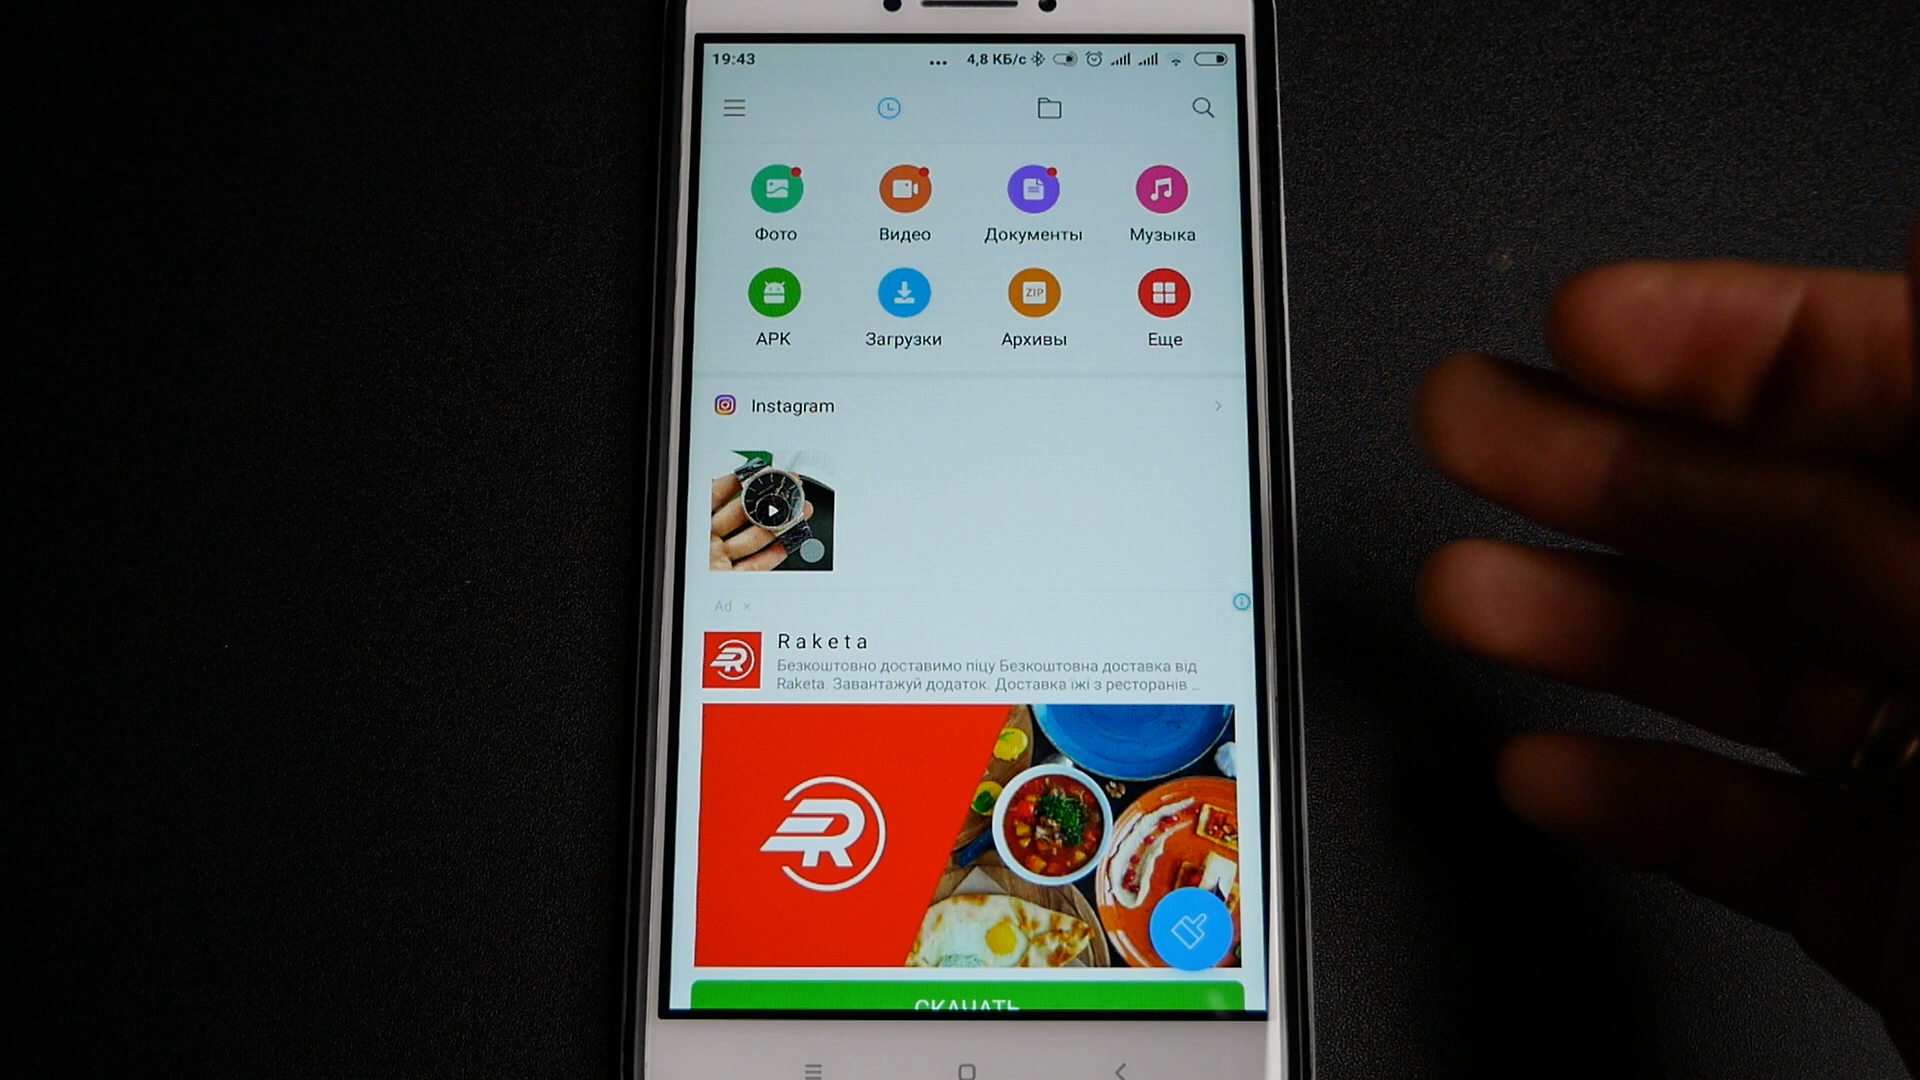 19:43 ... 4,8 КБ/с
Фото Видео Документы Музыка
ZIP
APK Загрузки Архивы Еще
Instagram
Ad ×
Raketa
Безкоштовно доставимо піцу Безкоштовна доставка від
Raketa. Завантажуй додаток. Доставка їжі з ресторанів ...
R
СКАЧАТЬ